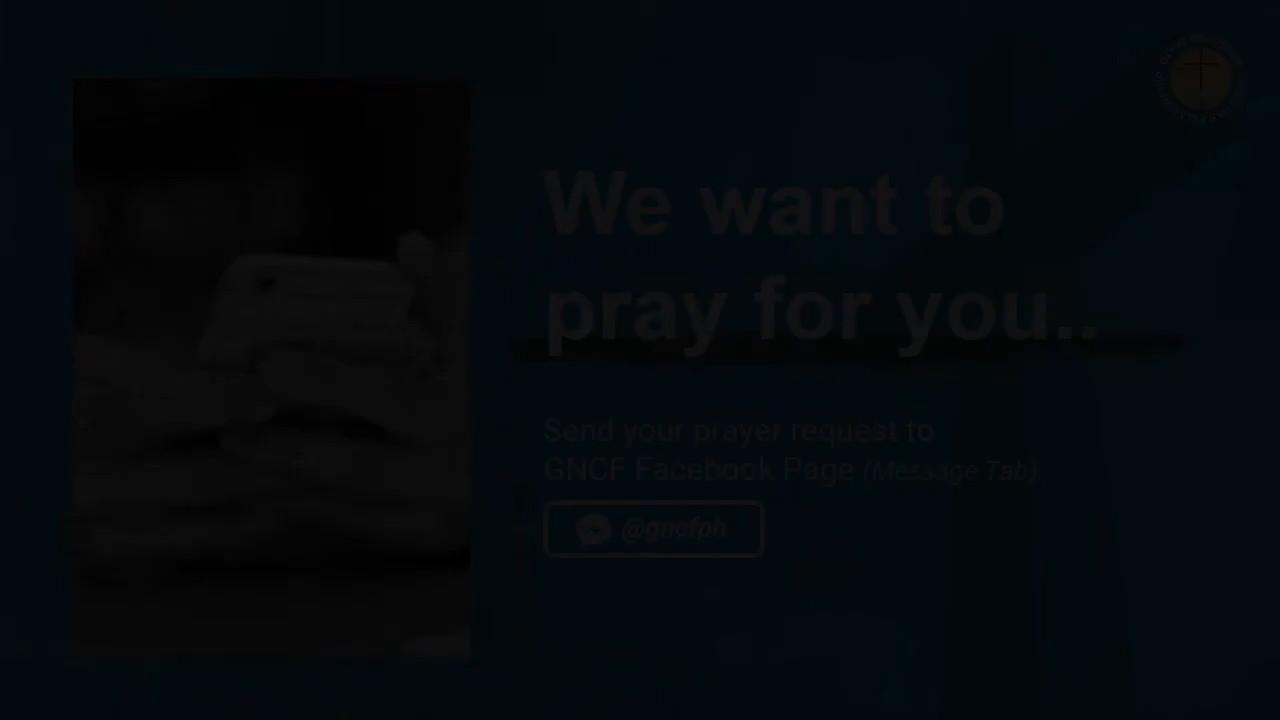 We want to
pray for you..
Send your prayer request to
GNCF Facebook Page (Message Tab)
@gncfph